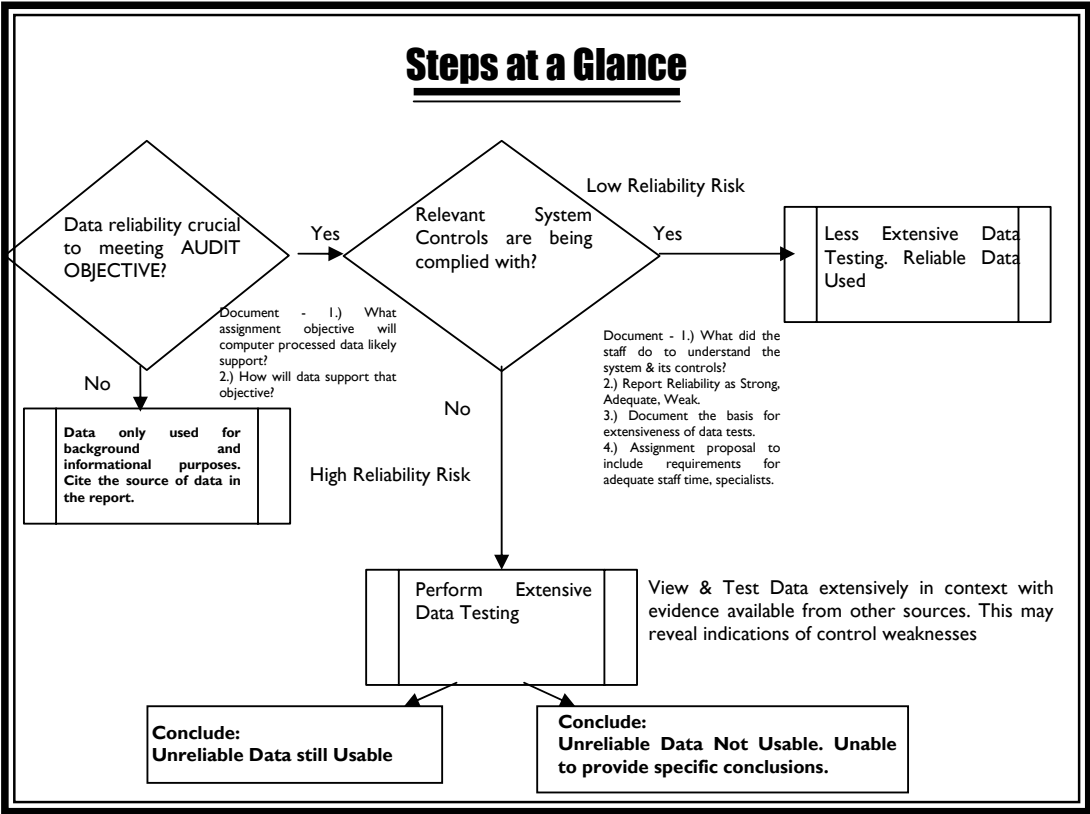 Steps at a Glance
Data reliability crucial
to meeting AUDIT
OBJECTIVE?
Yes
Relevant System
Controls are being
complied with?
Low Reliability Risk
Yes
Less Extensive Data
Testing. Reliable Data
Used
Document - 1.) What
assignment objective will
computer processed data likely
support?
2.) How will data support that
objective?
Document - 1.) What did the
staff do to understand the
system & its controls?
2.) Report Reliability as Strong,
Adequate, Weak.
3.) Document the basis for
extensiveness of data tests.
4.) Assignment proposal to
include requirements for
adequate staff time, specialists.
No
Data only used for
background and
informational purposes.
Cite the source of data in
the report.
No
High Reliability Risk
Perform Extensive
Data Testing
View & Test Data extensively in context with
evidence available from other sources. This may
reveal indications of control weaknesses
Conclude:
Unreliable Data still Usable
Conclude:
Unreliable Data Not Usable. Unable
to provide specific conclusions.